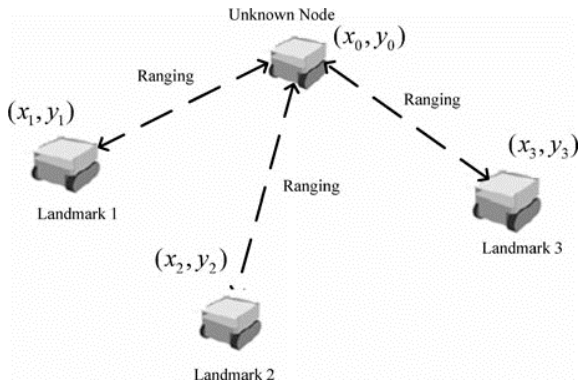 Unknown Node
(x₀, y₀)
Ranging
Ranging
(x₁, y₁)
(x₃, y₃)
Ranging
Landmark 1
Landmark 3
(x₂, y₂)
Landmark 2